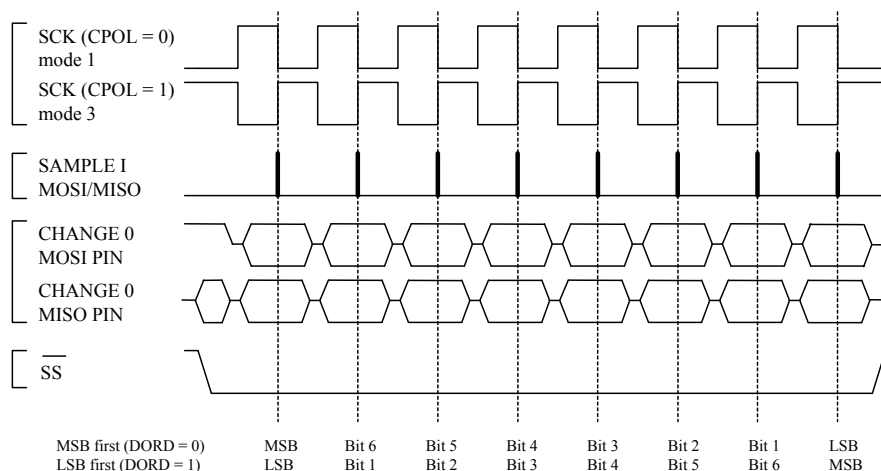 SCK (CPOL = 0)
mode 1
SCK (CPOL = 1)
mode 3
SAMPLE I
MOSI/MISO
CHANGE 0
MOSI PIN
CHANGE 0
MISO PIN
SS
MSB first (DORD = 0) MSB Bit 6 Bit 5 Bit 4 Bit 3 Bit 2 Bit 1 LSB
LSB first (DORD = 1) LSB Bit 1 Bit 2 Bit 3 Bit 4 Bit 5 Bit 6 MSB